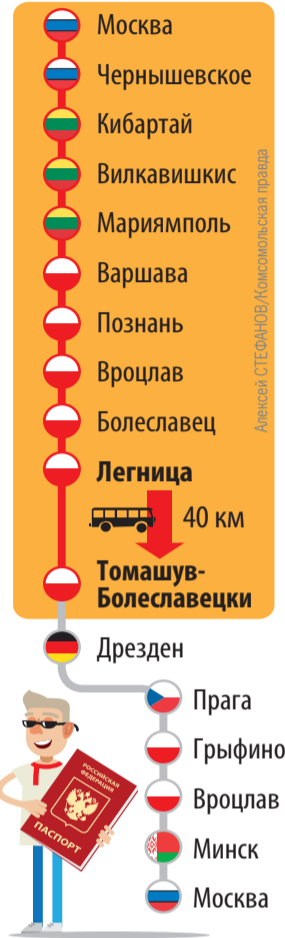 Москва
Чернышевское
Кибартай
Вилкавишкис
Мариямполь
Варшава
Познань
Вроцлав
Болеславец
Легница
40 км
Томашув-
Болеславецки
Дрезден
Прага
Грыфино
Вроцлав
Минск
Москва
Алексей СТЕФАНОВ/Комсомольская правда
РОССИЙСКАЯ
ФЕДЕРАЦИЯ
ПАСПОРТ